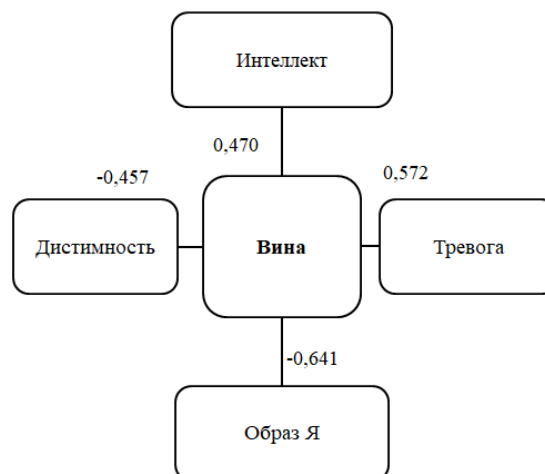 Интеллект
0,470
-0,457
0,572
Дистимность
Вина
Тревога
-0,641
Образ Я